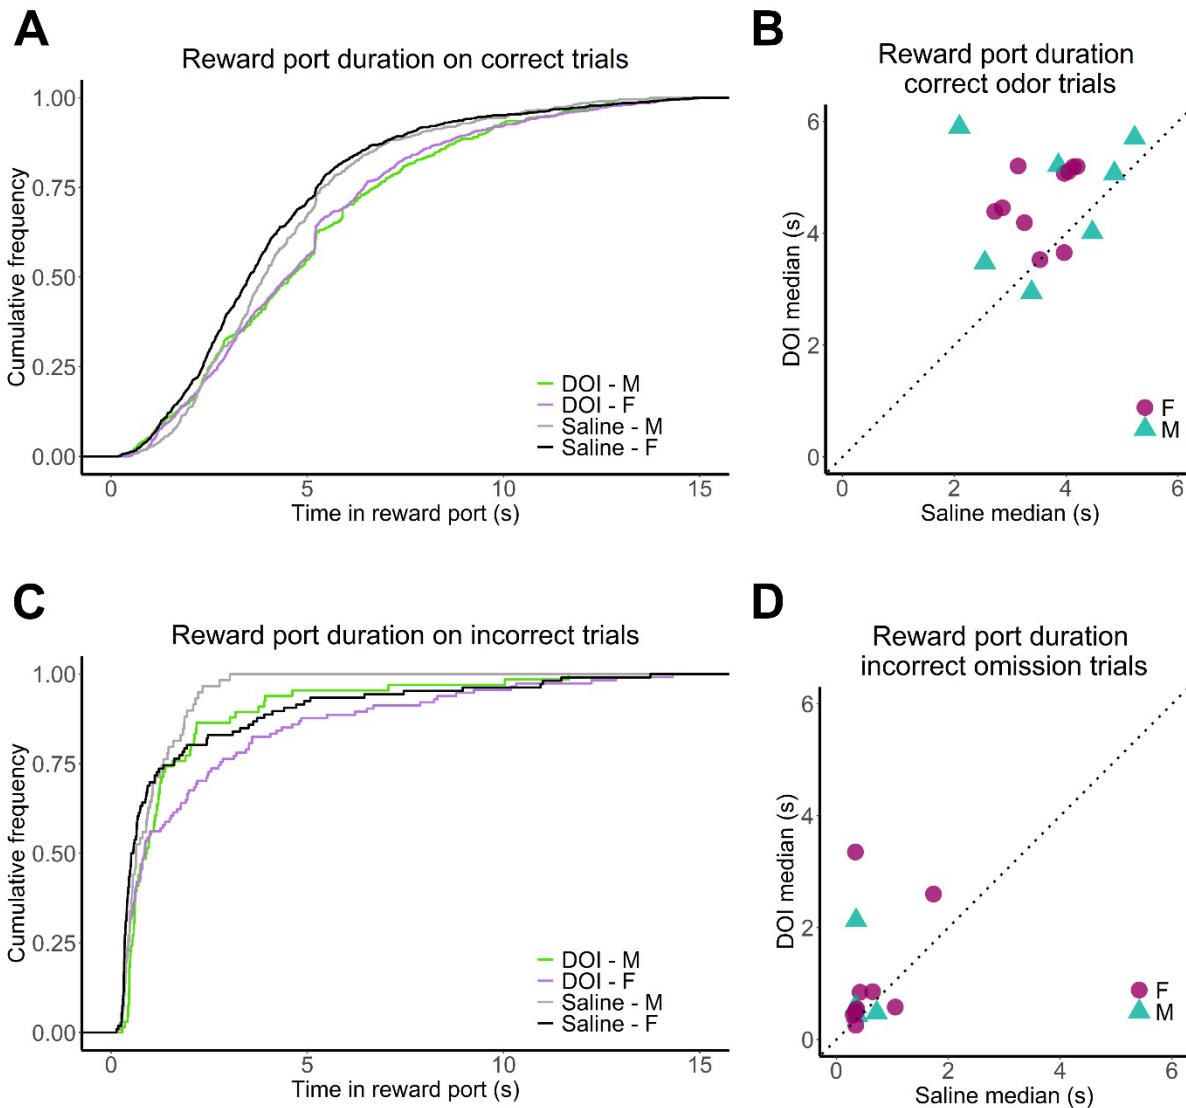 A
Reward port duration on correct trials
1.00
0.75
0.50
0.25
0.00
Cumulative frequency
DOI - M
DOI - F
Saline - M
Saline - F
0 5 10 15
Time in reward port (s)
B
Reward port duration
correct odor trials
6
4
2
0
DOI median (s)
F
M
0 2 4 6
Saline median (s)
C
Reward port duration on incorrect trials
1.00
0.75
0.50
0.25
0.00
Cumulative frequency
DOI - M
DOI - F
Saline - M
Saline - F
0 5 10 15
Time in reward port (s)
D
Reward port duration
incorrect omission trials
6
4
2
0
DOI median (s)
F
M
0 2 4 6
Saline median (s)